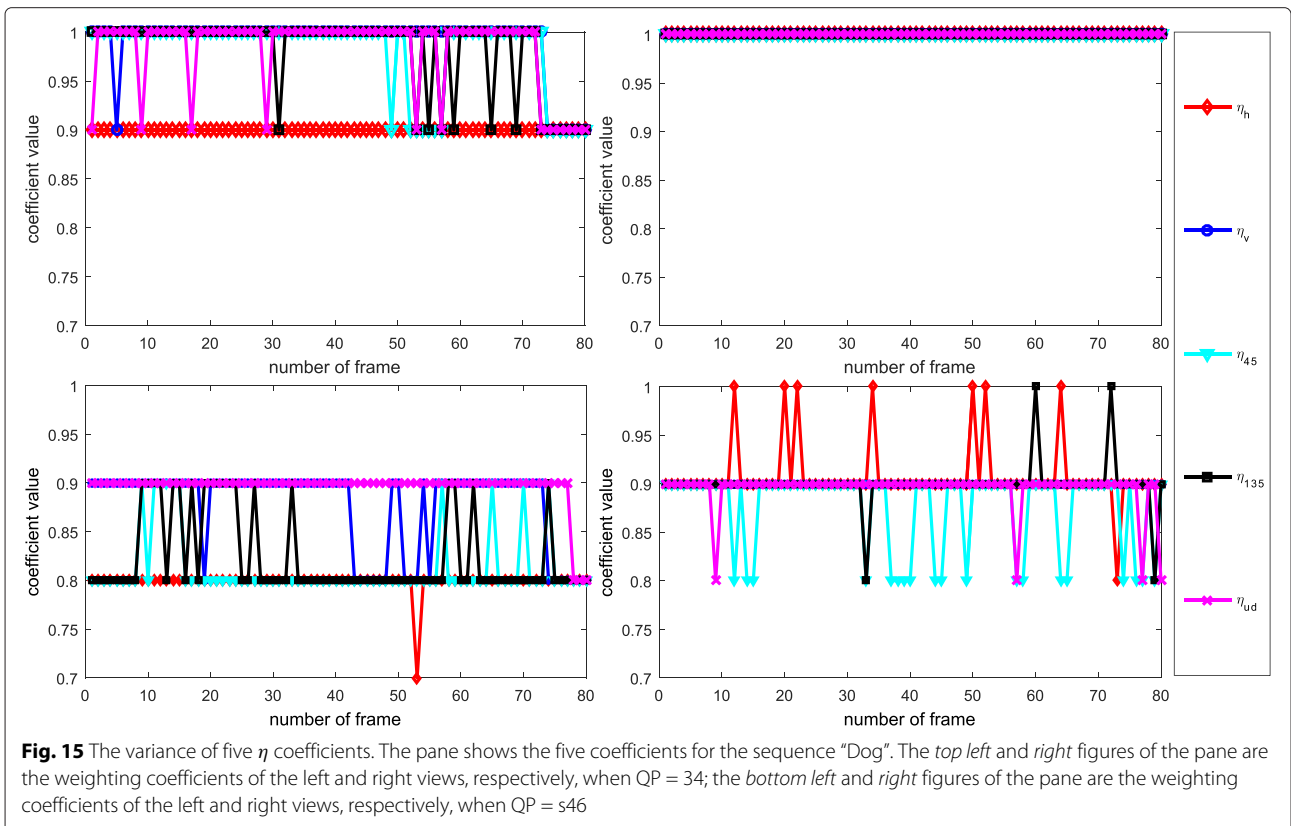 1
0.95
0.9
0.85
0.8
0.75
0.7
coefficient value
0 10 20 30 40 50 60 70 80
number of frame
1
0.95
0.9
0.85
0.8
0.75
0.7
coefficient value
0 10 20 30 40 50 60 70 80
number of frame
1
0.95
0.9
0.85
0.8
0.75
0.7
coefficient value
0 10 20 30 40 50 60 70 80
number of frame
1
0.95
0.9
0.85
0.8
0.75
0.7
coefficient value
0 10 20 30 40 50 60 70 80
number of frame
η_h
η_v
η_45
η_135
η_ud
Fig. 15 The variance of five η coefficients. The pane shows the five coefficients for the sequence “Dog”. The top left and right figures of the pane are
the weighting coefficients of the left and right views, respectively, when QP = 34; the bottom left and right figures of the pane are the weighting
coefficients of the left and right views, respectively, when QP = s46